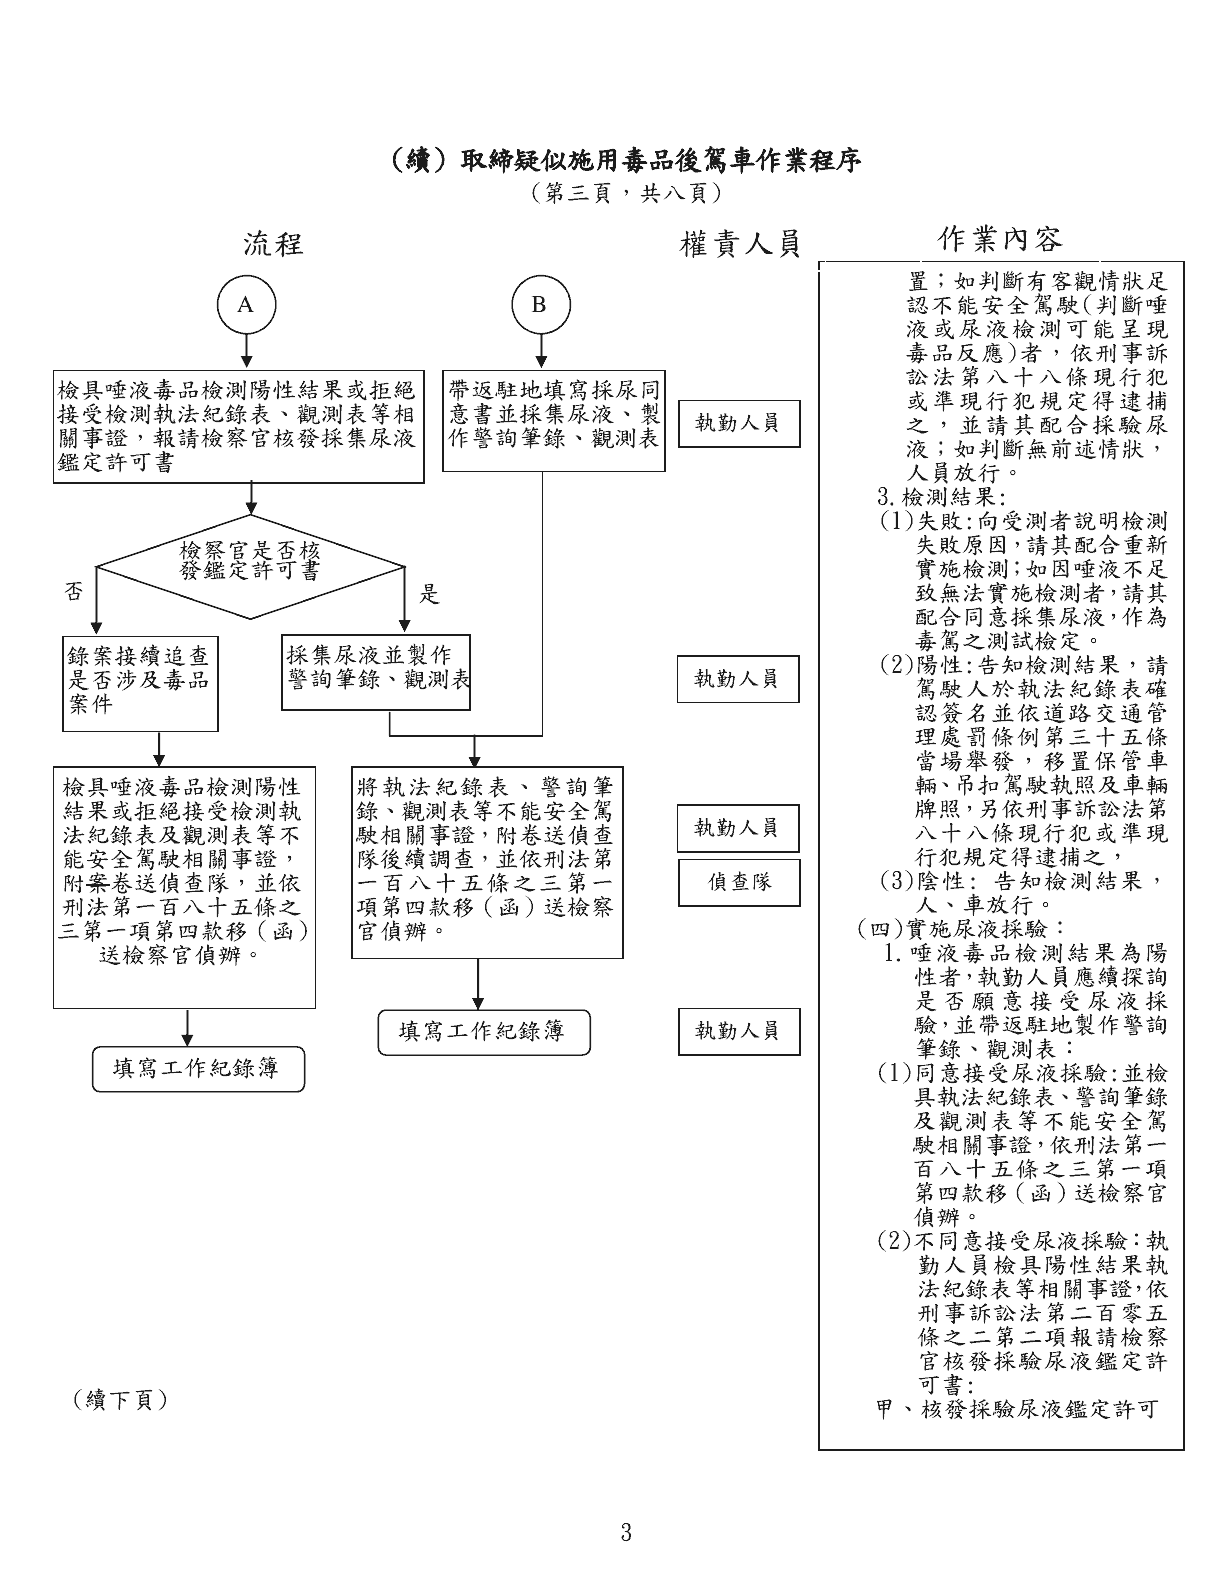 （續）取締疑似施用毒品後駕車作業程序
（第三頁，共八頁）
流程
權責人員
作業內容
A
B
檢具唾液毒品檢測陽性結果或拒絕
接受檢測執法紀錄表、觀測表等相
關事證，報請檢察官核發採集尿液
鑑定許可書
帶返駐地填寫採尿同
意書並採集尿液、製
作警詢筆錄、觀測表
執勤人員
檢察官是否核
發鑑定許可書
否
是
錄案接續追查
是否涉及毒品
案件
採集尿液並製作
警詢筆錄、觀測表
執勤人員
檢具唾液毒品檢測陽性
結果或拒絕接受檢測執
法紀錄表及觀測表等不
能安全駕駛相關事證，
附案卷送偵查隊，並依
刑法第一百八十五條之
三第一項第四款移（函）
送檢察官偵辦。
將執法紀錄表、警詢筆
錄、觀測表等不能安全駕
駛相關事證，附卷送偵查
隊後續調查，並依刑法第
一百八十五條之三第一
項第四款移（函）送檢察
官偵辦。
執勤人員
偵查隊
填寫工作紀錄簿
填寫工作紀錄簿
執勤人員
置；如判斷有客觀情狀足
認不能安全駕駛(判斷唾
液或尿液檢測可能呈現
毒品反應)者，依刑事訴
訟法第八十八條現行犯
或準現行犯規定得逮捕
之，並請其配合採驗尿
液；如判斷無前述情狀，
人員放行。
3.檢測結果:
(1)失敗:向受測者說明檢測
失敗原因，請其配合重新
實施檢測；如因唾液不足
致無法實施檢測者，請其
配合同意採集尿液，作為
毒駕之測試檢定。
(2)陽性:告知檢測結果，請
駕駛人於執法紀錄表確
認簽名並依道路交通管
理處罰條例第三十五條
當場舉發，移置保管車
輛、吊扣駕駛執照及車輛
牌照，另依刑事訴訟法第
八十八條現行犯或準現
行犯規定得逮捕之，
(3)陰性: 告知檢測結果，
人、車放行。
(四)實施尿液採驗：
1.唾液毒品檢測結果為陽
性者，執勤人員應續探詢
是否願意接受尿液採
驗，並帶返駐地製作警詢
筆錄、觀測表：
(1)同意接受尿液採驗:並檢
具執法紀錄表、警詢筆錄
及觀測表等不能安全駕
駛相關事證，依刑法第一
百八十五條之三第一項
第四款移（函）送檢察官
偵辦。
(2)不同意接受尿液採驗：執
勤人員檢具陽性結果執
法紀錄表等相關事證，依
刑事訴訟法第二百零五
條之二第二項報請檢察
官核發採驗尿液鑑定許
可書:
甲、核發採驗尿液鑑定許可
（續下頁）
3